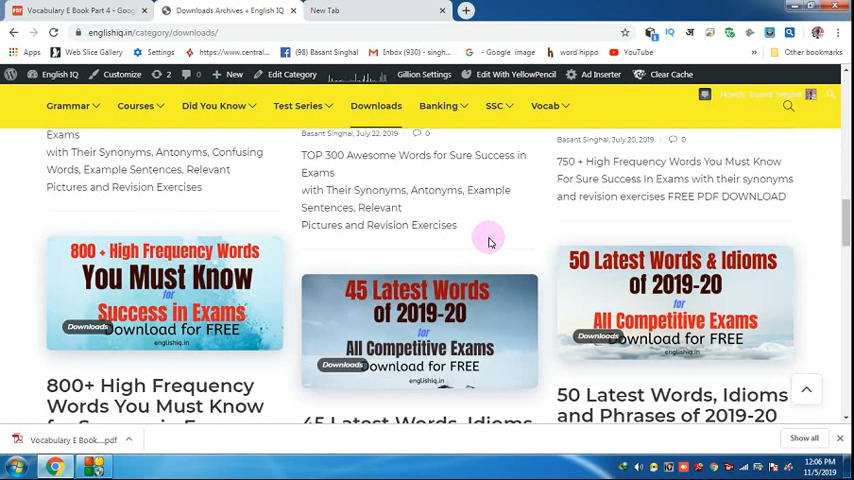 Vocabulary E Book Part 4 - Goog
Downloads Archives + English IQ
New Tab
englishiq.in/category/downloads/
Apps
Web Slice Gallery
Settings
https://www.central...
(98) Basant Singhal
Inbox (930) - singh...
- Google image
word hippo
YouTube
Other bookmarks
English IQ
Customize
2
0
New
Edit Category
Gillion Settings
Edit With YellowPencil
Ad Inserter
Clear Cache
Grammar
Courses
Did You Know
Test Series
Downloads
Banking
SSC
Vocab
Exams
with Their Synonyms, Antonyms, Confusing
Words, Example Sentences, Relevant
Pictures and Revision Exercises
Basant Singhal, July 22, 2019
0
TOP 300 Awesome Words for Sure Success in
Exams
with Their Synonyms, Antonyms, Example
Sentences, Relevant
Pictures and Revision Exercises
Basant Singhal, July 20, 2019
0
750 + High Frequency Words You Must Know
For Sure Success In Exams with their synonyms
and revision exercises FREE PDF DOWNLOAD
800 + High Frequency Words
You Must Know
for
Success in Exams
Downloads
Download for FREE
englishiq.in
800+ High Frequency
Words You Must Know
45 Latest Words
of 2019-20
for
All Competitive Exams
Downloads
Download for FREE
englishiq.in
45 Latest Words, Idioms
50 Latest Words & Idioms
of 2019-20
for
All Competitive Exams
Downloads
Download for FREE
englishiq.in
50 Latest Words, Idioms
and Phrases of 2019-20
Vocabulary E Book....pdf
Show all
12:06 PM
11/5/2019